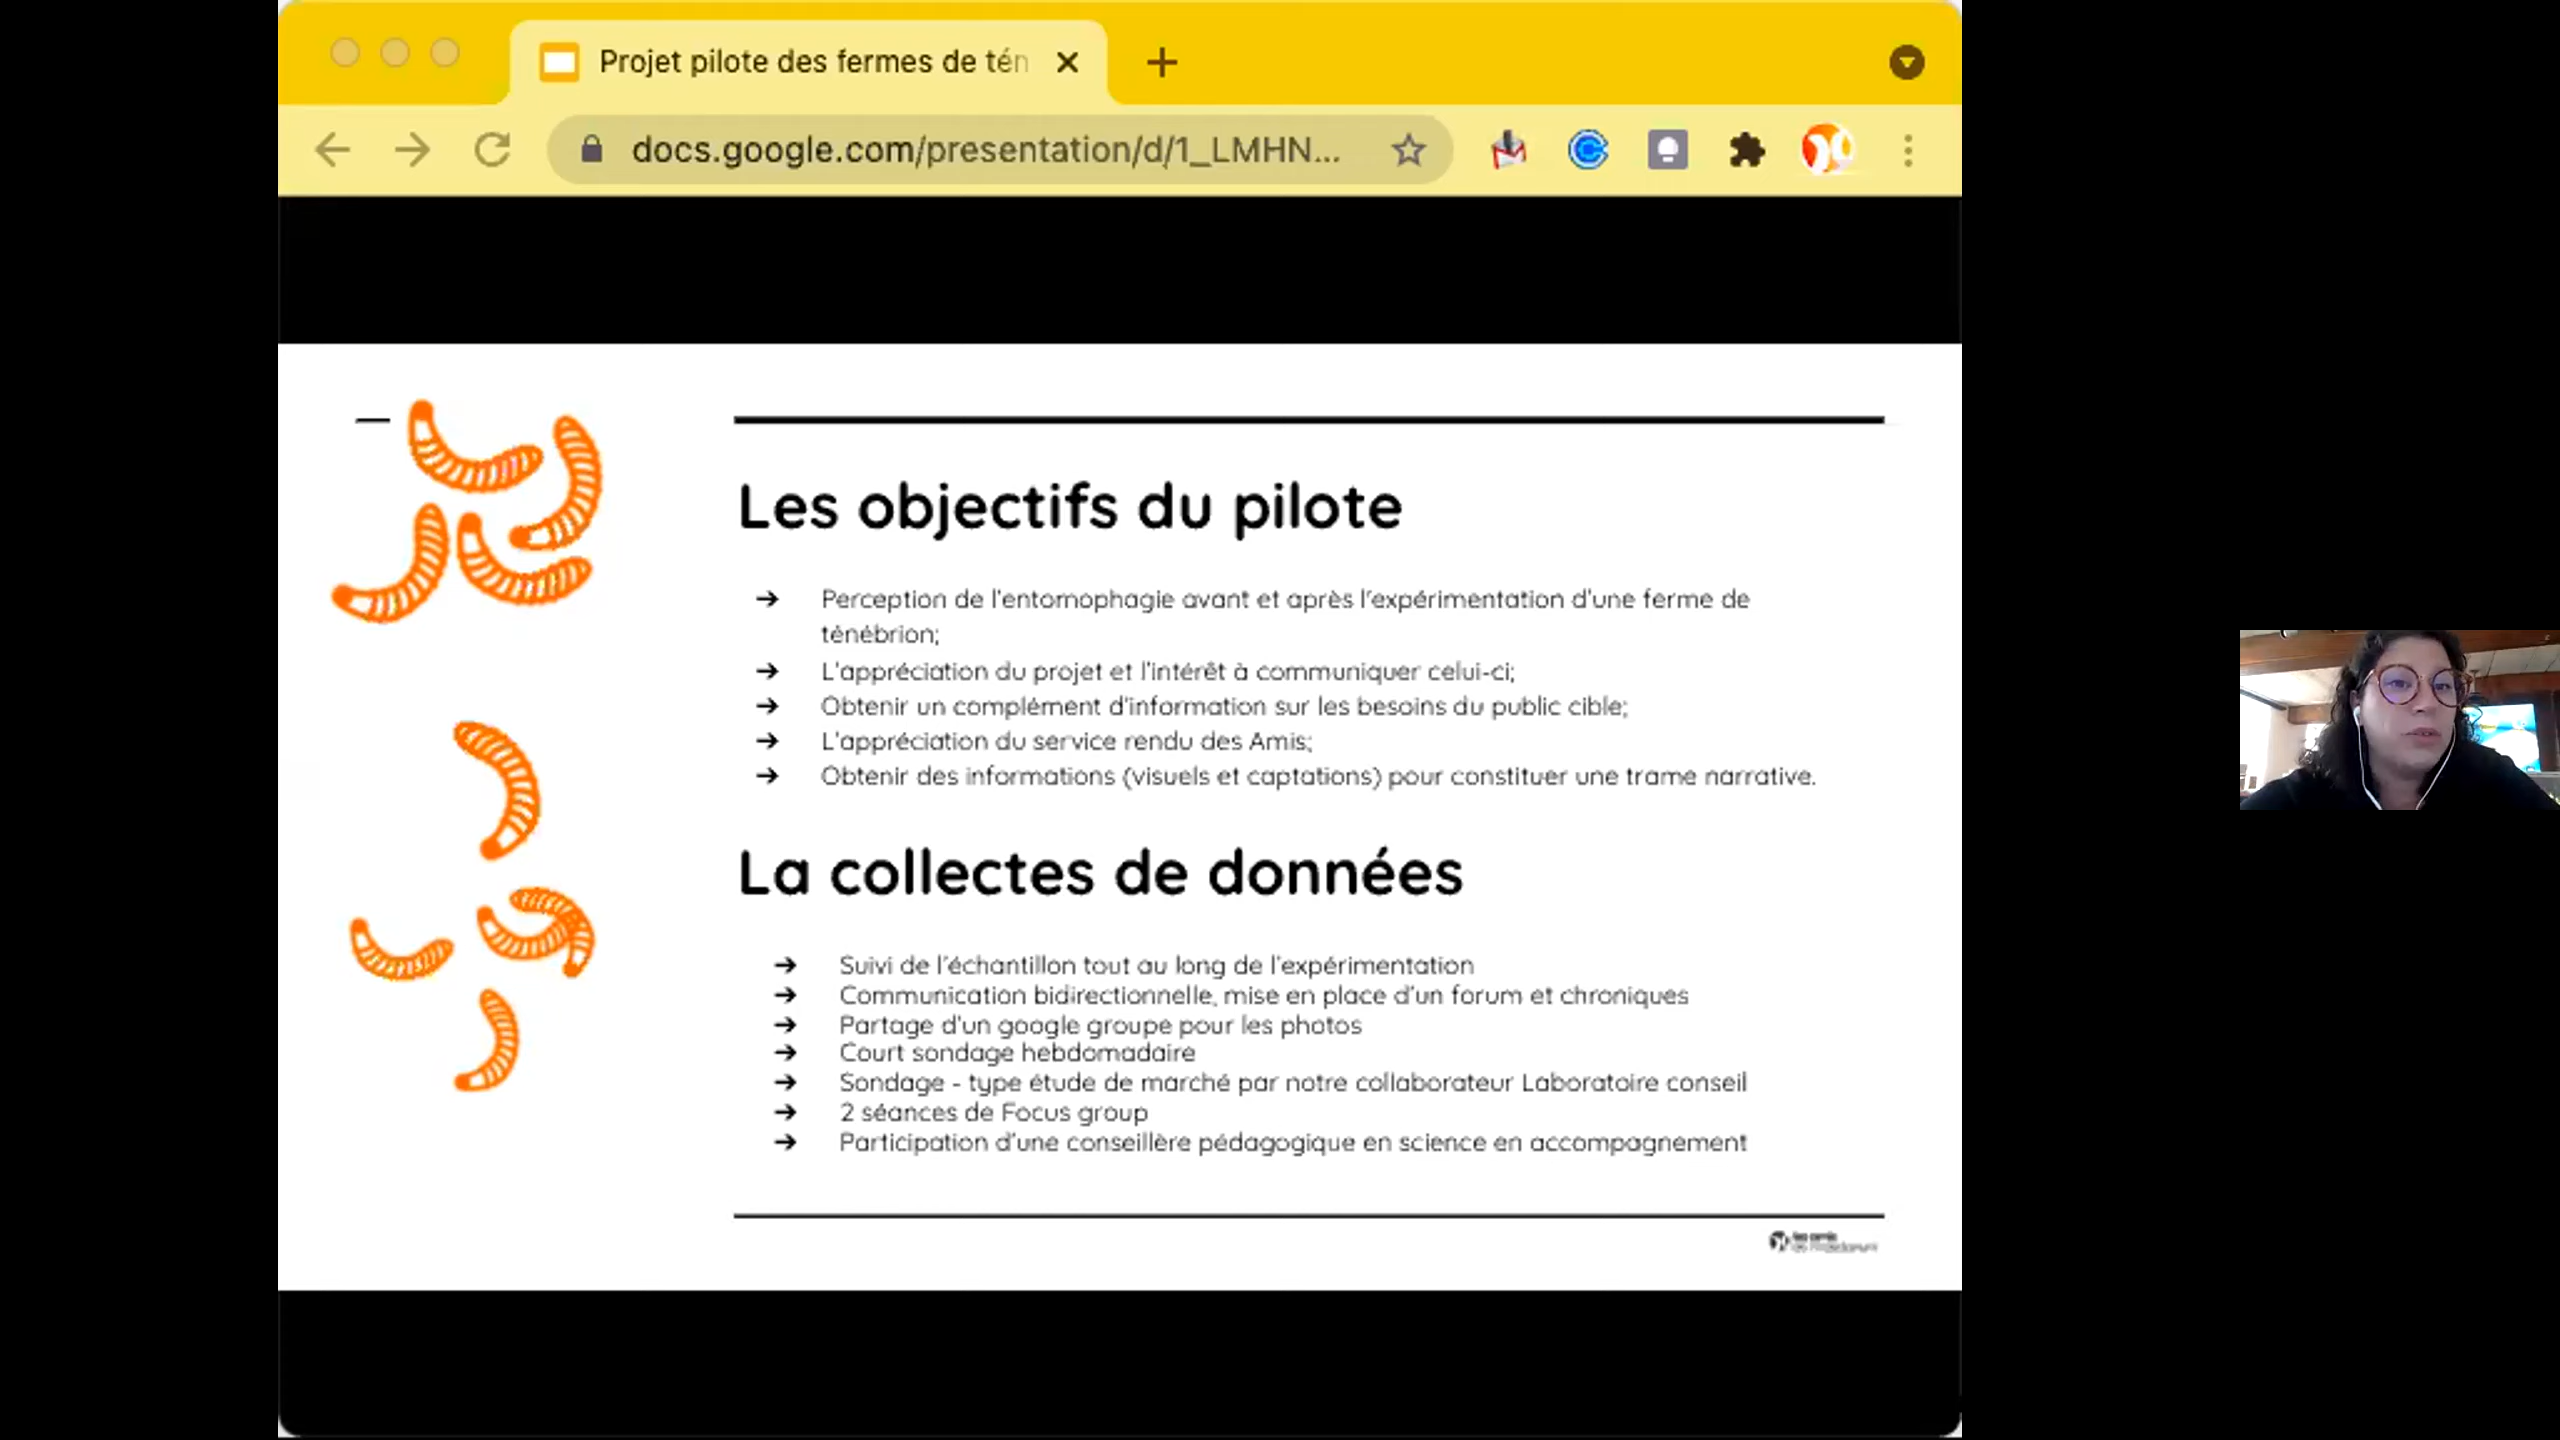 Projet pilote des fermes de tén
docs.google.com/presentation/d/1_LMHN...
Les objectifs du pilote
➔ Perception de l'entomophagie avant et après l'expérimentation d'une ferme de
ténébrion;
➔ L'appréciation du projet et l'intérêt à communiquer celui-ci;
➔ Obtenir un complément d'information sur les besoins du public cible;
➔ L'appréciation du service rendu des Amis;
➔ Obtenir des informations (visuels et captations) pour constituer une trame narrative.
La collectes de données
➔ Suivi de l'échantillon tout au long de l'expérimentation
➔ Communication bidirectionnelle, mise en place d'un forum et chroniques
➔ Partage d'un google groupe pour les photos
➔ Court sondage hebdomadaire
➔ Sondage - type étude de marché par notre collaborateur Laboratoire conseil
➔ 2 séances de Focus group
➔ Participation d'une conseillère pédagogique en science en accompagnement